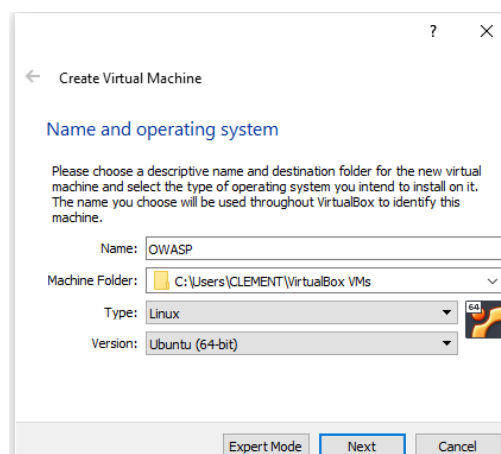 ?
Create Virtual Machine
Name and operating system
Please choose a descriptive name and destination folder for the new virtual
machine and select the type of operating system you intend to install on it.
The name you choose will be used throughout VirtualBox to identify this
machine.
Name: OWASP
Machine Folder: C:\Users\CLEMENT\VirtualBox VMs
Type: Linux
64
Version: Ubuntu (64-bit)
Expert Mode Next Cancel